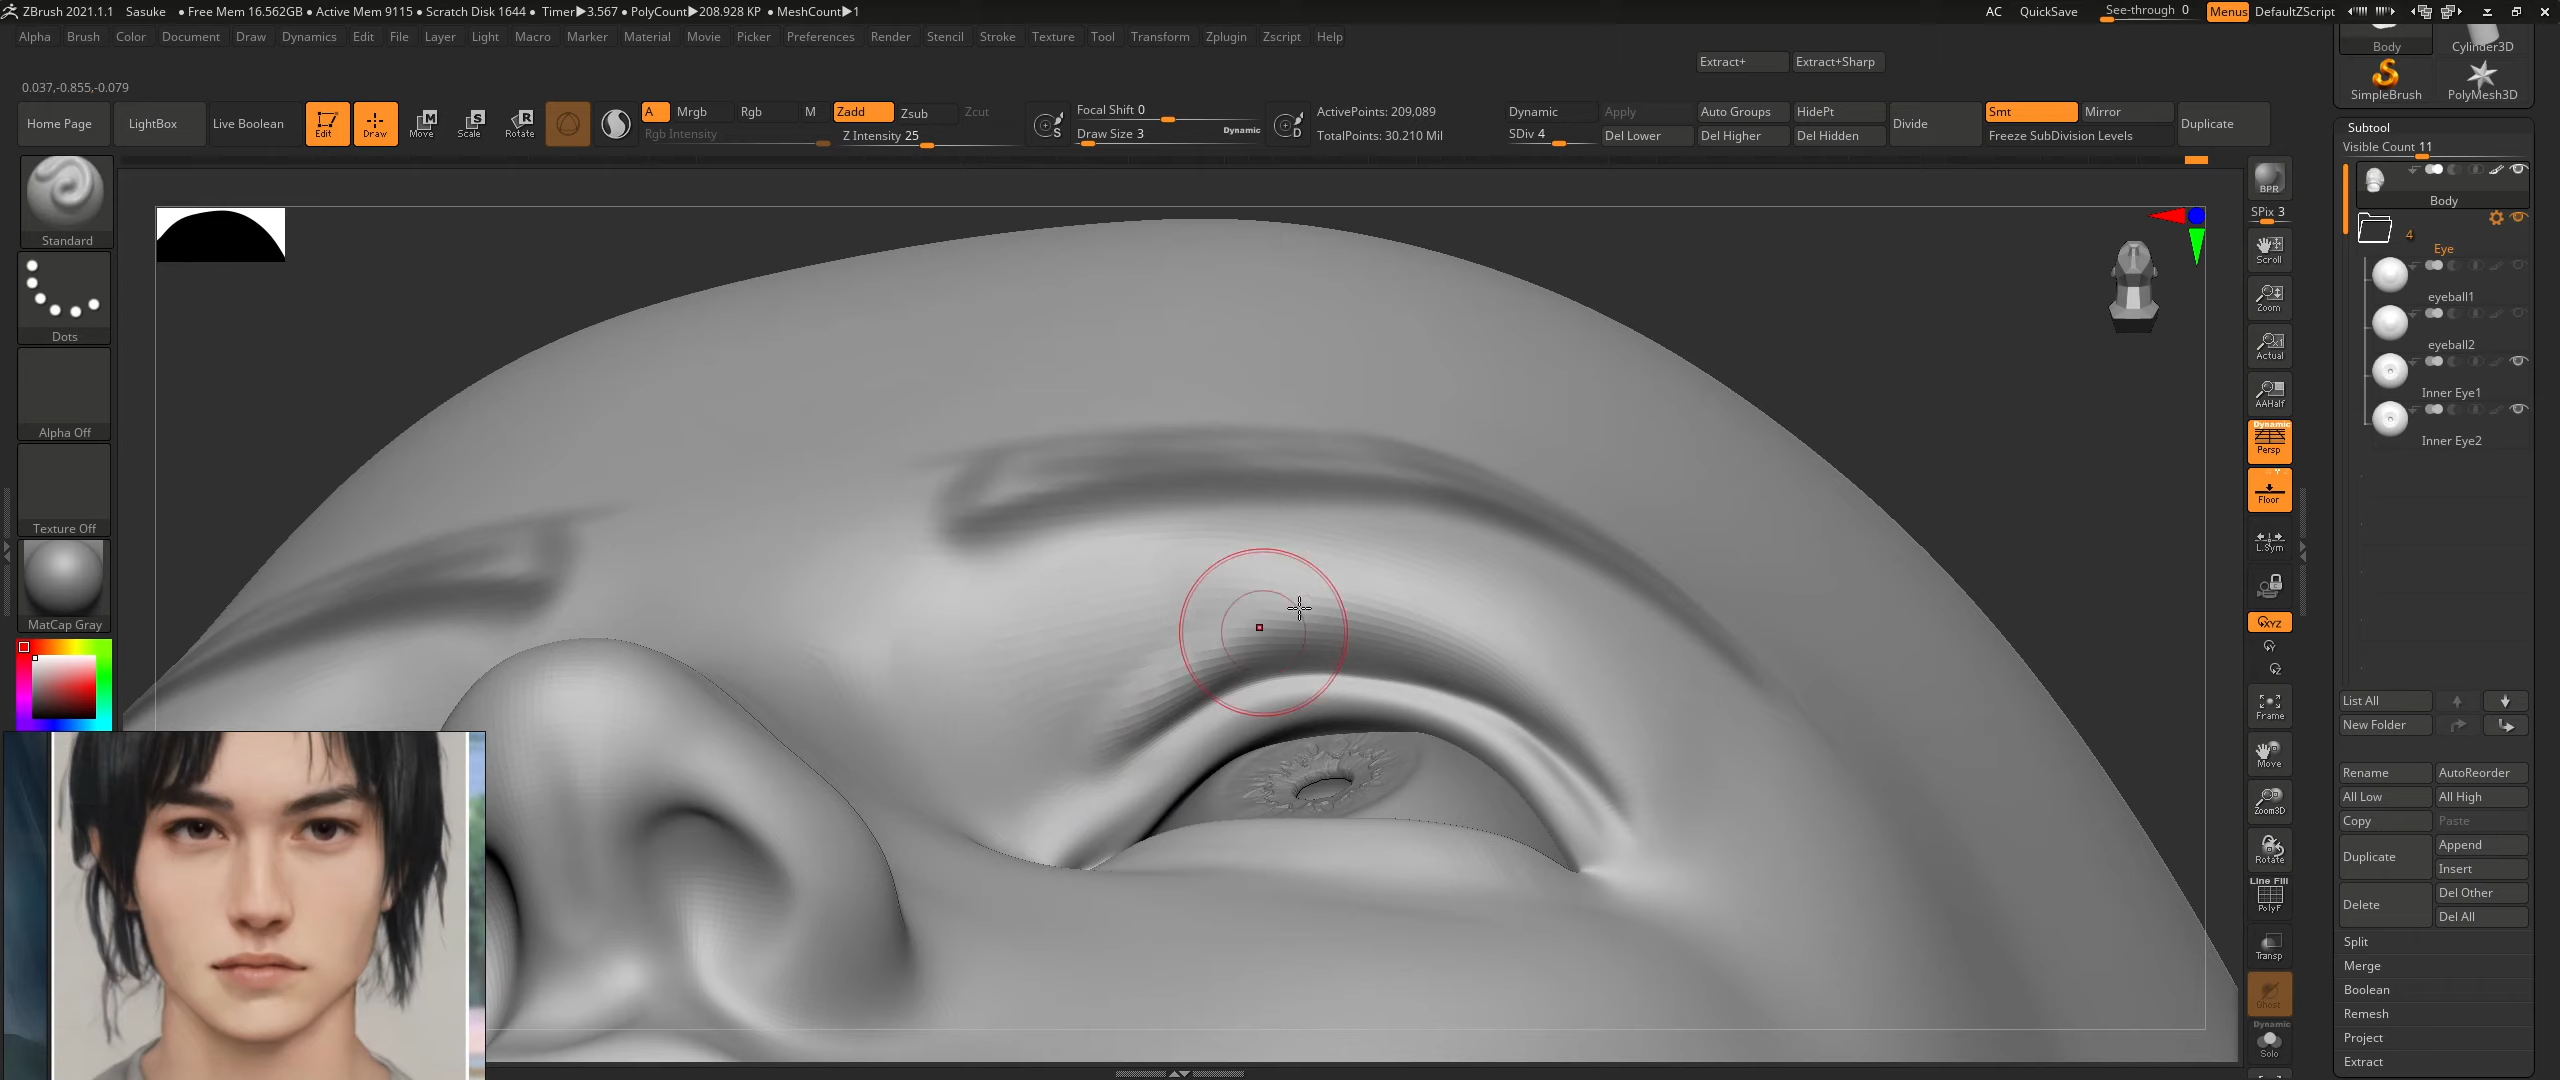 ZBrush 2021.1.1 Sasuke • Free Mem 16.562GB • Active Mem 9115 • Scratch Disk 1644 • Timer▶3.567 • PolyCount▶208.928 KP • MeshCount▶1 AC QuickSave See-through 0 Menus DefaultZScript
Alpha Brush Color Document Draw Dynamics Edit File Layer Light Macro Marker Material Movie Picker Preferences Render Stencil Stroke Texture Tool Transform Zplugin Zscript Help
Extract+ Extract+Sharp
0.037,-0.855,-0.079
Home Page LightBox Live Boolean Edit Draw Move Scale Rotate
A Mrgb Rgb M Zadd Zsub Zcut
Rgb Intensity Z Intensity 25
S
Focal Shift 0
Draw Size 3 Dynamic
D
ActivePoints: 209,089
TotalPoints: 30.210 Mil
Dynamic Apply Auto Groups HidePt
SDiv 4 Del Lower Del Higher Del Hidden
Divide
Smt Mirror
Freeze SubDivision Levels
Duplicate
Standard
Dots
Alpha Off
Texture Off
MatCap Gray
BPR
SPix 3
Scroll
Zoom
Actual
AAHalf
Dynamic
Persp
Floor
L.Sym
XYZ
Y
Z
Frame
Move
Zoom3D
Rotate
Line Fill
PolyF
Transp
Ghost
Dynamic
Solo
Body Cylinder3D
SimpleBrush PolyMesh3D
Subtool
Visible Count 11
Body
4
Eye
eyeball1
eyeball2
Inner Eye1
Inner Eye2
List All
New Folder
Rename AutoReorder
All Low All High
Copy Paste
Duplicate Append
Insert
Delete Del Other
Del All
Split
Merge
Boolean
Remesh
Project
Extract